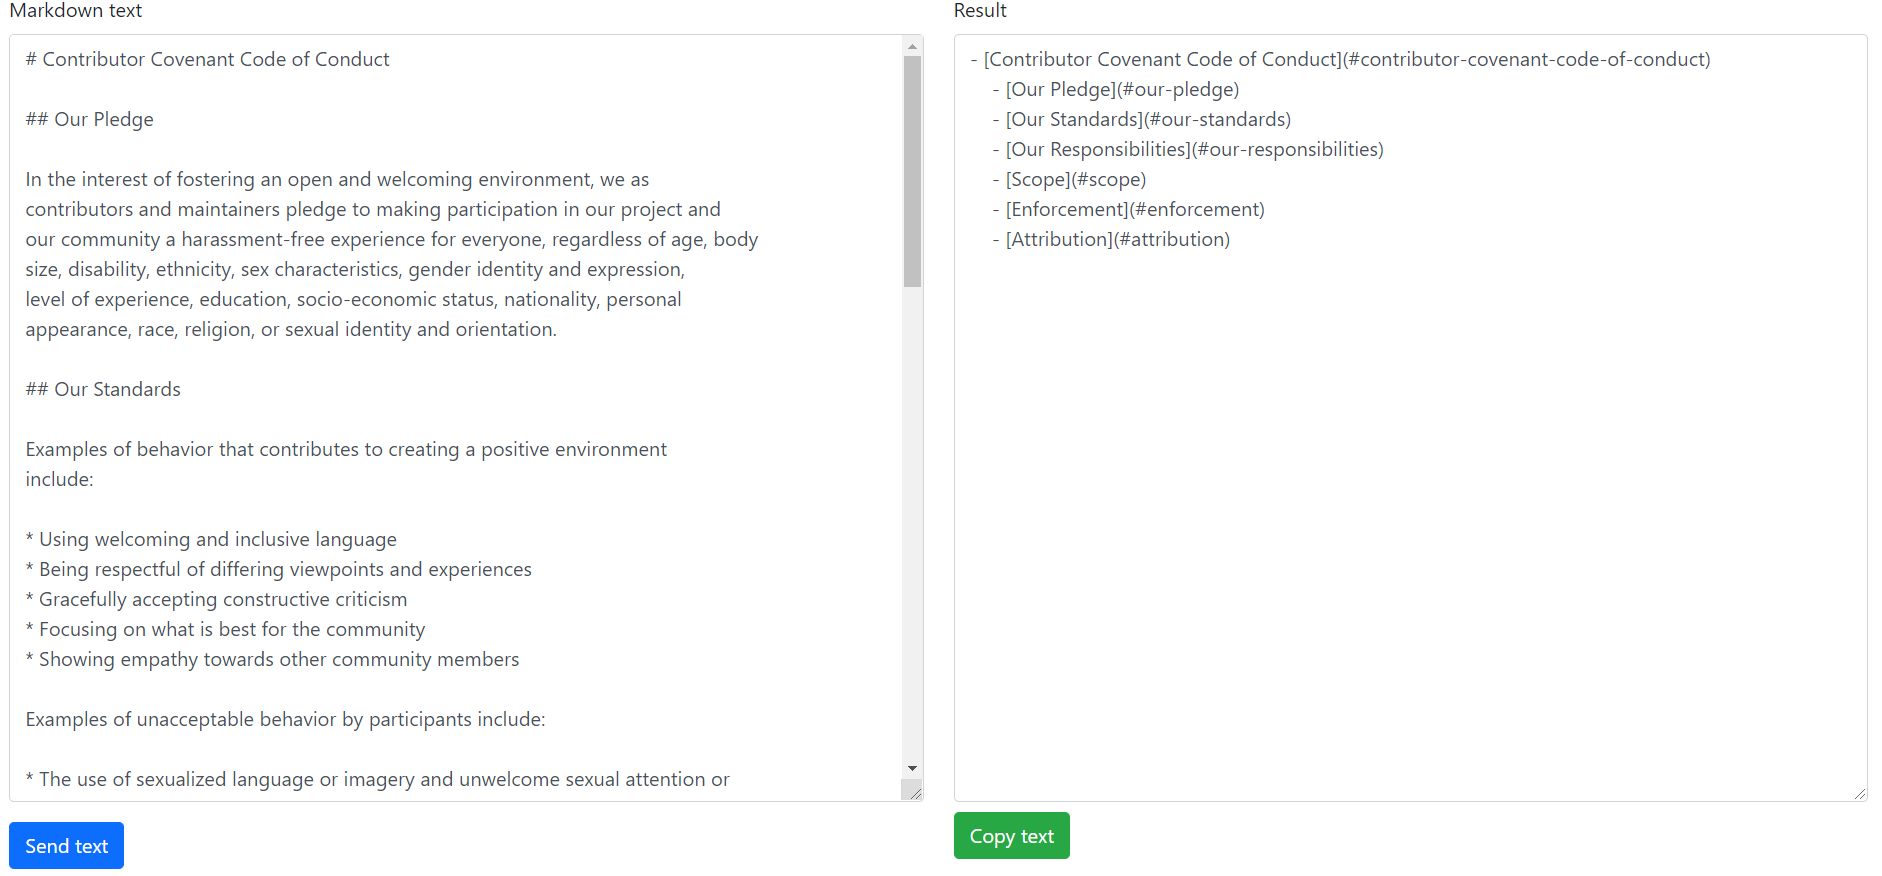 Markdown text
# Contributor Covenant Code of Conduct
## Our Pledge
In the interest of fostering an open and welcoming environment, we as
contributors and maintainers pledge to making participation in our project and
our community a harassment-free experience for everyone, regardless of age, body
size, disability, ethnicity, sex characteristics, gender identity and expression,
level of experience, education, socio-economic status, nationality, personal
appearance, race, religion, or sexual identity and orientation.
## Our Standards
Examples of behavior that contributes to creating a positive environment
include:
* Using welcoming and inclusive language
* Being respectful of differing viewpoints and experiences
* Gracefully accepting constructive criticism
* Focusing on what is best for the community
* Showing empathy towards other community members
Examples of unacceptable behavior by participants include:
* The use of sexualized language or imagery and unwelcome sexual attention or
Send text
Result
- [Contributor Covenant Code of Conduct](#contributor-covenant-code-of-conduct)
- [Our Pledge](#our-pledge)
- [Our Standards](#our-standards)
- [Our Responsibilities](#our-responsibilities)
- [Scope](#scope)
- [Enforcement](#enforcement)
- [Attribution](#attribution)
Copy text